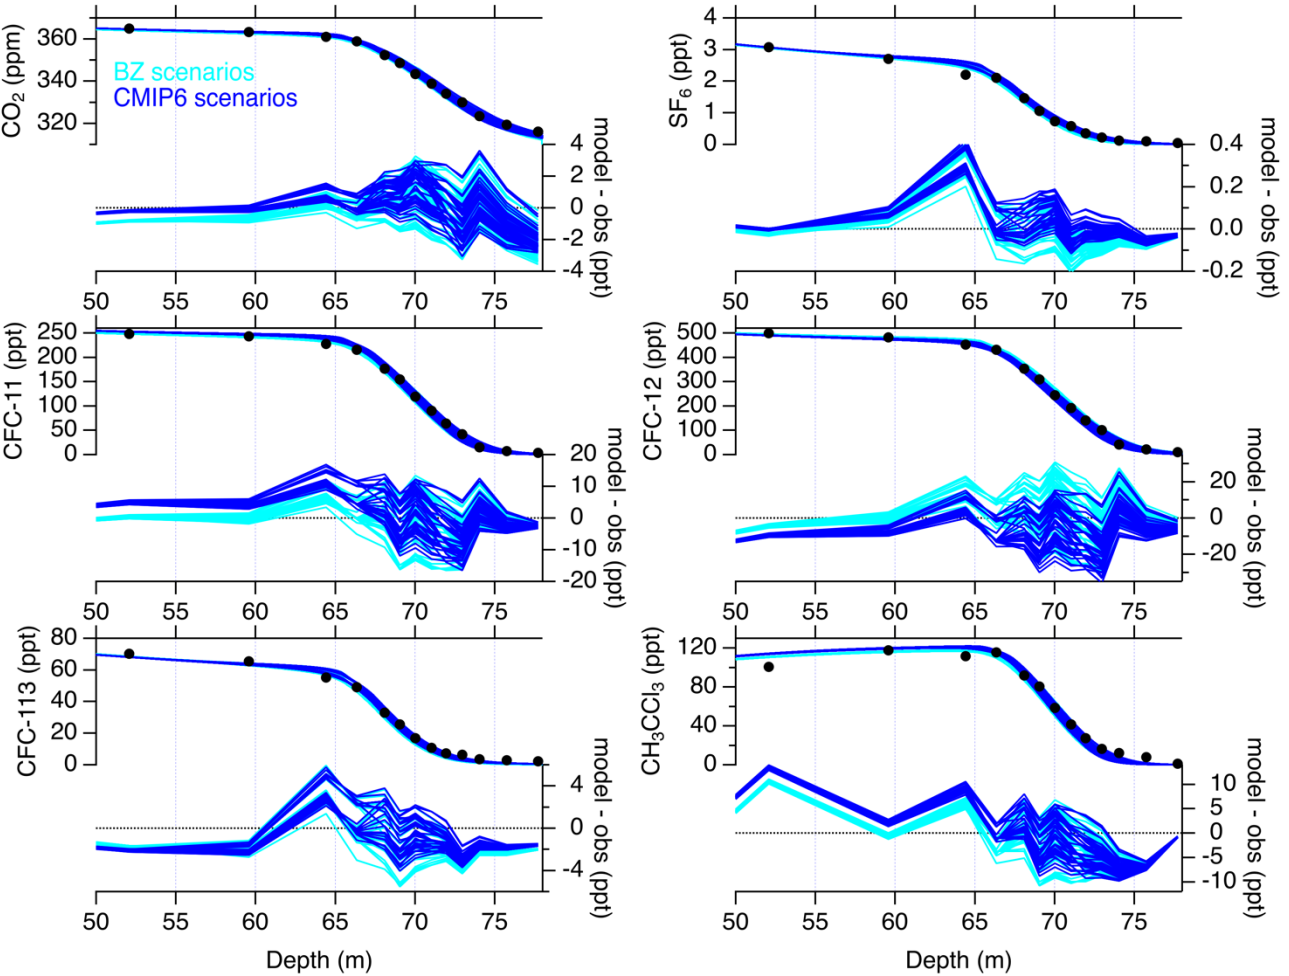 CO2 (ppm)
360
340
320
BZ scenarios
CMIP6 scenarios
4
2
0
-2
-4
model - obs (ppt)
50 55 60 65 70 75
SF6 (ppt)
4
3
2
1
0
0.4
0.2
0.0
-0.2
model - obs (ppt)
50 55 60 65 70 75
CFC-11 (ppt)
250
200
150
100
50
0
20
10
0
-10
-20
model - obs (ppt)
50 55 60 65 70 75
CFC-12 (ppt)
500
400
300
200
100
0
20
0
-20
model - obs (ppt)
50 55 60 65 70 75
CFC-113 (ppt)
80
60
40
20
0
4
0
-4
model - obs (ppt)
50 55 60 65 70 75
Depth (m)
CH3CCl3 (ppt)
120
80
40
0
10
5
0
-5
-10
model - obs (ppt)
50 55 60 65 70 75
Depth (m)